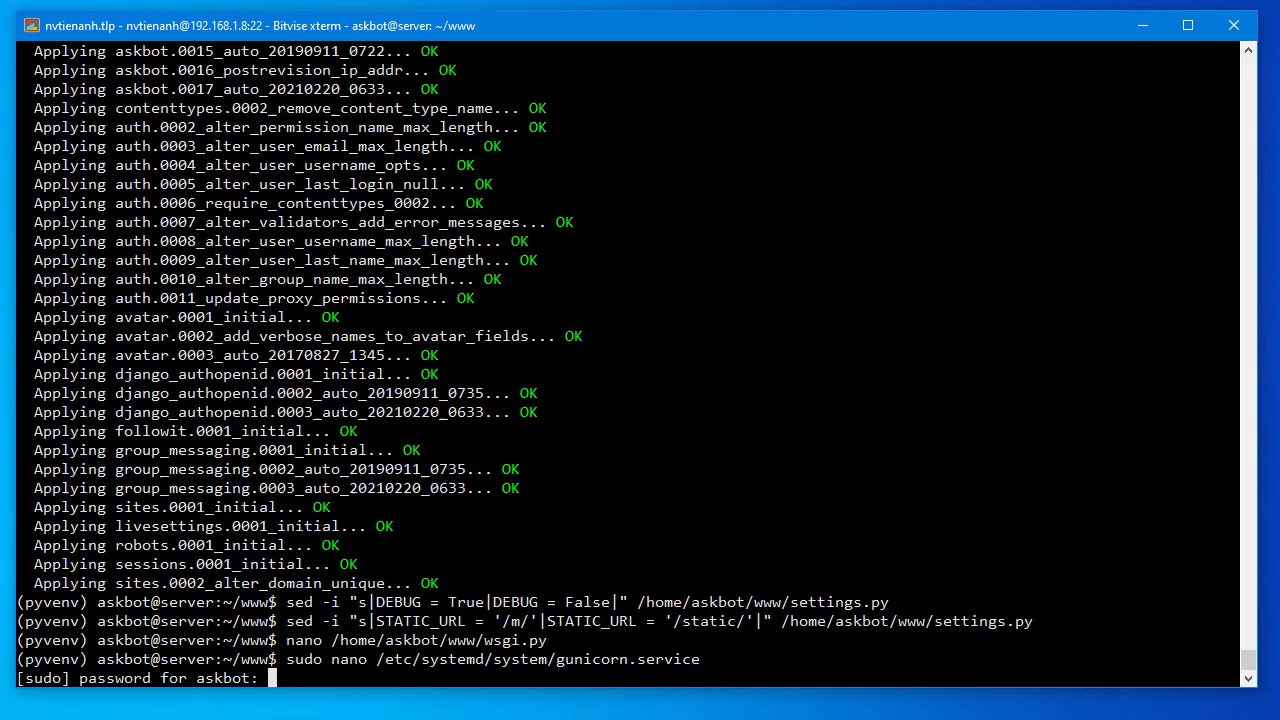 nvtienanh.tlp - nvtienanh@192.168.1.8:22 - Bitvise xterm - askbot@server: ~/www
Applying askbot.0015_auto_20190911_0722... OK
Applying askbot.0016_postrevision_ip_addr... OK
Applying askbot.0017_auto_20210220_0633... OK
Applying contenttypes.0002_remove_content_type_name... OK
Applying auth.0002_alter_permission_name_max_length... OK
Applying auth.0003_alter_user_email_max_length... OK
Applying auth.0004_alter_user_username_opts... OK
Applying auth.0005_alter_user_last_login_null... OK
Applying auth.0006_require_contenttypes_0002... OK
Applying auth.0007_alter_validators_add_error_messages... OK
Applying auth.0008_alter_user_username_max_length... OK
Applying auth.0009_alter_user_last_name_max_length... OK
Applying auth.0010_alter_group_name_max_length... OK
Applying auth.0011_update_proxy_permissions... OK
Applying avatar.0001_initial... OK
Applying avatar.0002_add_verbose_names_to_avatar_fields... OK
Applying avatar.0003_auto_20170827_1345... OK
Applying django_authopenid.0001_initial... OK
Applying django_authopenid.0002_auto_20190911_0735... OK
Applying django_authopenid.0003_auto_20210220_0633... OK
Applying followit.0001_initial... OK
Applying group_messaging.0001_initial... OK
Applying group_messaging.0002_auto_20190911_0735... OK
Applying group_messaging.0003_auto_20210220_0633... OK
Applying sites.0001_initial... OK
Applying livesettings.0001_initial... OK
Applying robots.0001_initial... OK
Applying sessions.0001_initial... OK
Applying sites.0002_alter_domain_unique... OK
(pyvenv) askbot@server:~/www$ sed -i "s|DEBUG = True|DEBUG = False|" /home/askbot/www/settings.py
(pyvenv) askbot@server:~/www$ sed -i "s|STATIC_URL = '/m/'|STATIC_URL = '/static/'|" /home/askbot/www/settings.py
(pyvenv) askbot@server:~/www$ nano /home/askbot/www/wsgi.py
(pyvenv) askbot@server:~/www$ sudo nano /etc/systemd/system/gunicorn.service
[sudo] password for askbot: